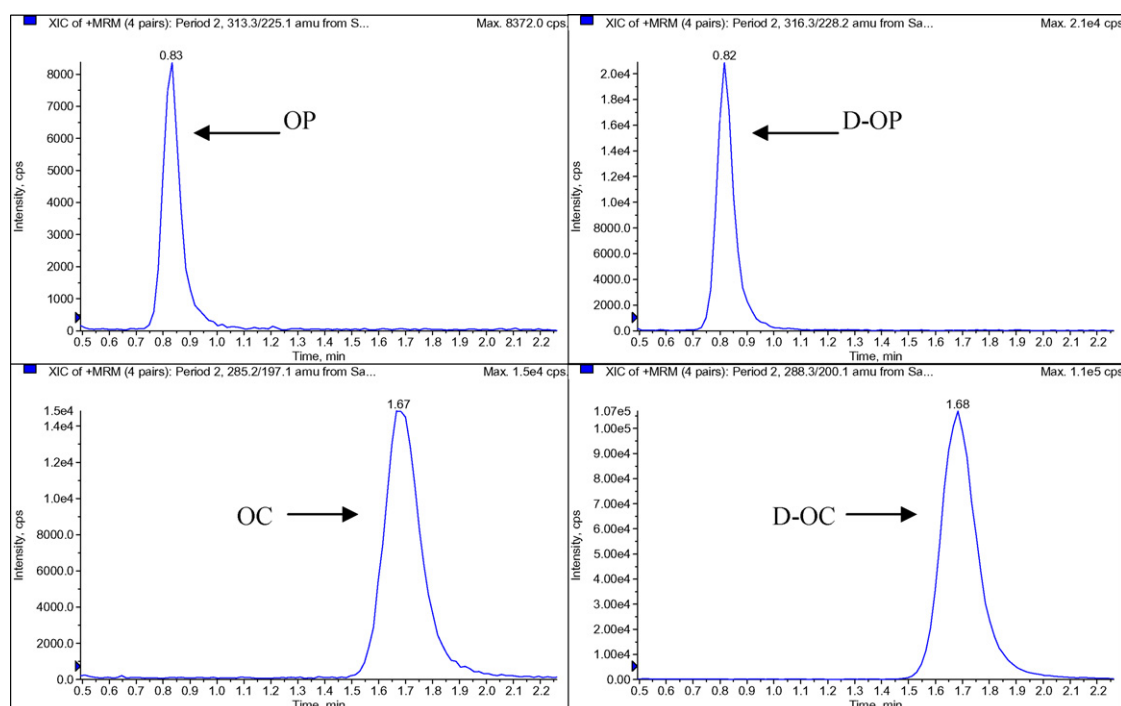 XIC of +MRM (4 pairs): Period 2, 313.3/225.1 amu from S... Max. 8372.0 cps.
0.83
OP
Intensity, cps
8000
7000
6000
5000
4000
3000
2000
1000
0
0.5 0.6 0.7 0.8 0.9 1.0 1.1 1.2 1.3 1.4 1.5 1.6 1.7 1.8 1.9 2.0 2.1 2.2
Time, min
XIC of +MRM (4 pairs): Period 2, 316.3/228.2 amu from Sa... Max. 2.1e4 cps.
0.82
D-OP
Intensity, cps
2.0e4
1.8e4
1.6e4
1.4e4
1.2e4
1.0e4
8000.0
6000.0
4000.0
2000.0
0.0
0.5 0.6 0.7 0.8 0.9 1.0 1.1 1.2 1.3 1.4 1.5 1.6 1.7 1.8 1.9 2.0 2.1 2.2
Time, min
XIC of +MRM (4 pairs): Period 2, 285.2/197.1 amu from Sa... Max. 1.5e4 cps.
1.67
OC
Intensity, cps
1.5e4
1.4e4
1.2e4
1.0e4
8000.0
6000.0
4000.0
2000.0
0.0
0.5 0.6 0.7 0.8 0.9 1.0 1.1 1.2 1.3 1.4 1.5 1.6 1.7 1.8 1.9 2.0 2.1 2.2
Time, min
XIC of +MRM (4 pairs): Period 2, 288.3/200.1 amu from Sa... Max. 1.1e5 cps
1.68
D-OC
Intensity, cps
1.07e5
1.00e5
9.00e4
8.00e4
7.00e4
6.00e4
5.00e4
4.00e4
3.00e4
2.00e4
1.00e4
0.00
0.5 0.6 0.7 0.8 0.9 1.0 1.1 1.2 1.3 1.4 1.5 1.6 1.7 1.8 1.9 2.0 2.1 2.2
Time, min